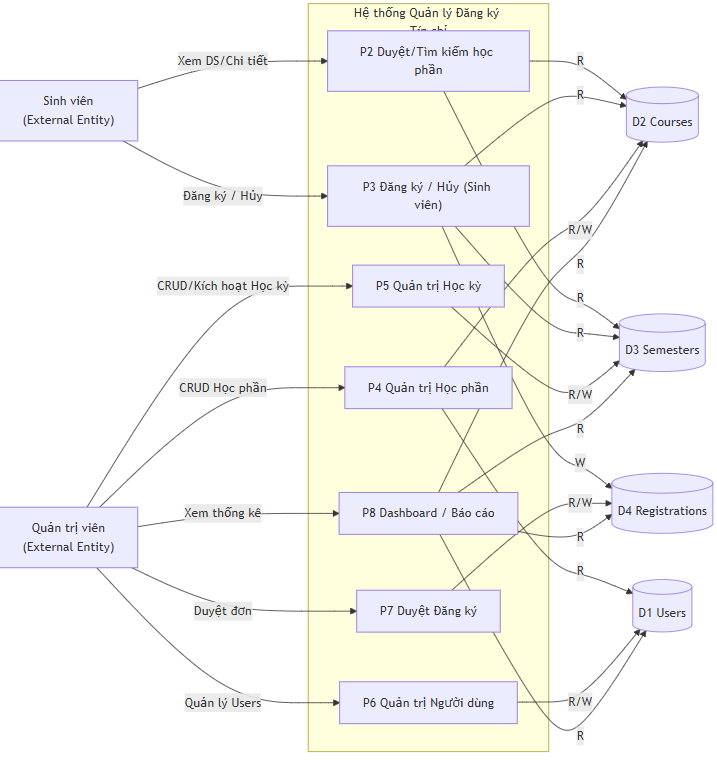 Hệ thống Quản lý Đăng ký
Tín chỉ
Xem DS/Chi tiết
P2 Duyệt/Tìm kiếm học
phần
R
Sinh viên
(External Entity)
R
D2 Courses
Đăng ký / Hủy
P3 Đăng ký / Hủy (Sinh
viên)
R/W
R
CRUD/Kích hoạt Học kỳ
P5 Quản trị Học kỳ
R
R
D3 Semesters
CRUD Học phần
P4 Quản trị Học phần
R/W
R
W
Xem thống kê
P8 Dashboard / Báo cáo
R/W
D4 Registrations
Quản trị viên
(External Entity)
R
R
Duyệt đơn
P7 Duyệt Đăng ký
D1 Users
Quản lý Users
P6 Quản trị Người dùng
R/W
R